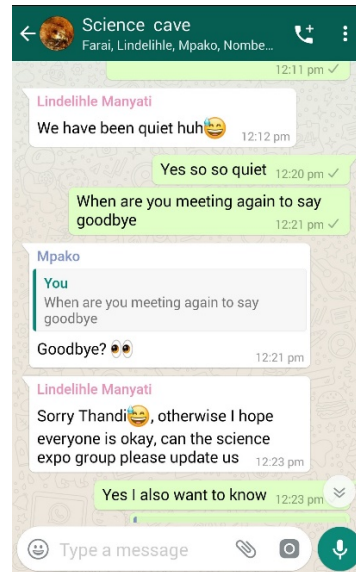 Science cave
Farai, Lindelihle, Mpako, Nombe...
12:11 pm
Lindelihle Manyati
We have been quiet huh😅
12:12 pm
Yes so so quiet 12:20 pm
When are you meeting again to say
goodbye
12:21 pm
Mpako
You
When are you meeting again to say
goodbye
Goodbye? 👀
12:21 pm
Lindelihle Manyati
Sorry Thandi😅, otherwise I hope
everyone is okay, can the science
expo group please update us 12:23 pm
Yes I also want to know 12:23 pm
Type a message